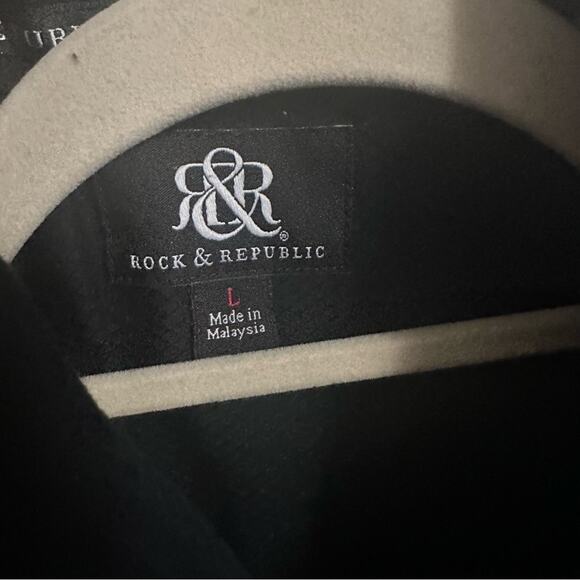 R&R®
ROCK & REPUBLIC
L
Made in
Malaysia